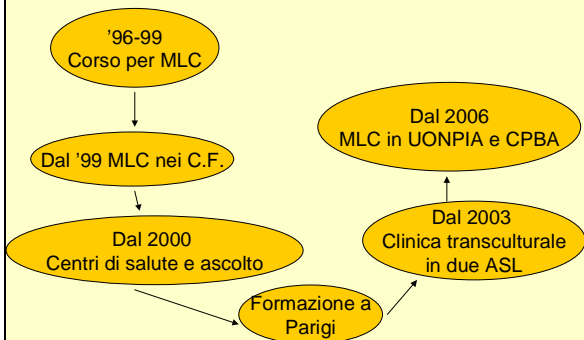 '96-99
Corso per MLC
Dal '99 MLC nei C.F.
Dal 2000
Centri di salute e ascolto
Formazione a
Parigi
Dal 2003
Clinica transculturale
in due ASL
Dal 2006
MLC in UONPIA e CPBA